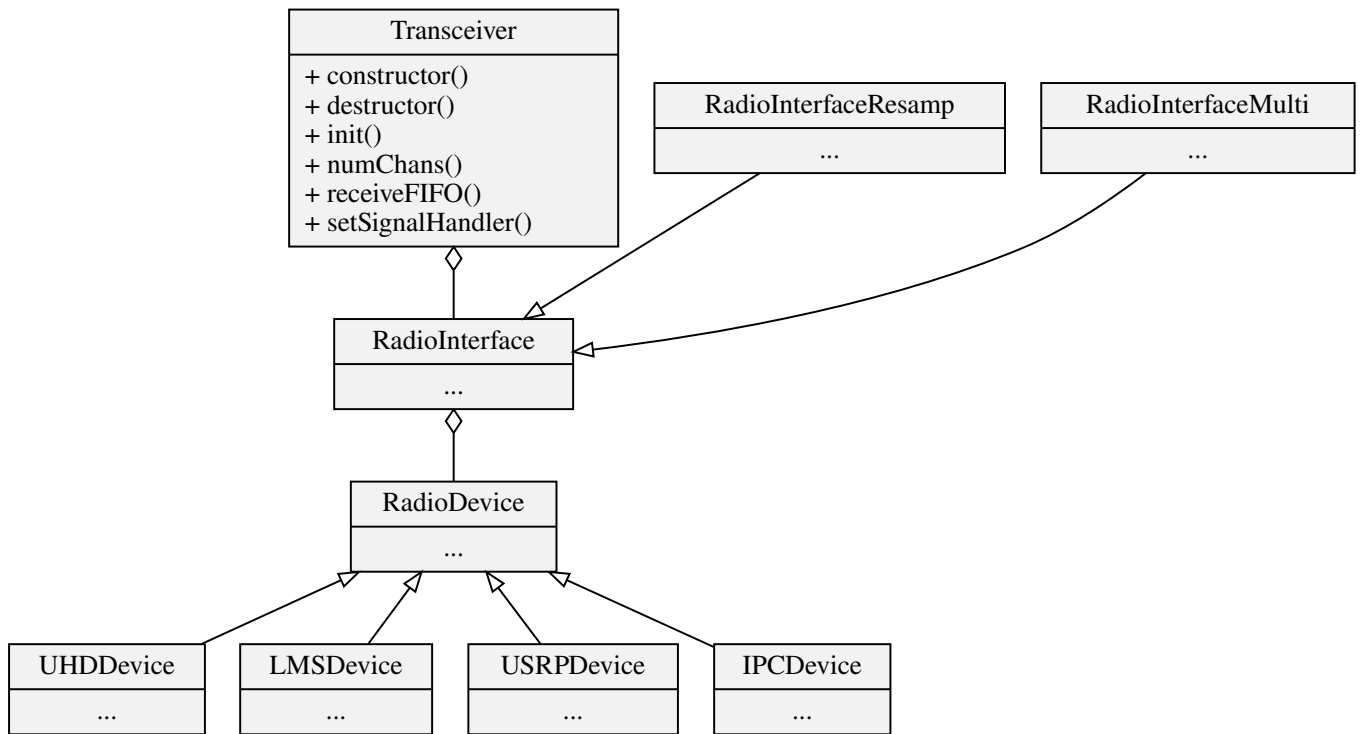 Transceiver
+ constructor()
+ destructor()
+ init()
+ numChans()
+ receiveFIFO()
+ setSignalHandler()
RadioInterfaceResamp
...
RadioInterfaceMulti
...
RadioInterface
...
RadioDevice
...
UHDDevice
...
LMSDevice
...
USRPDevice
...
IPCDevice
...